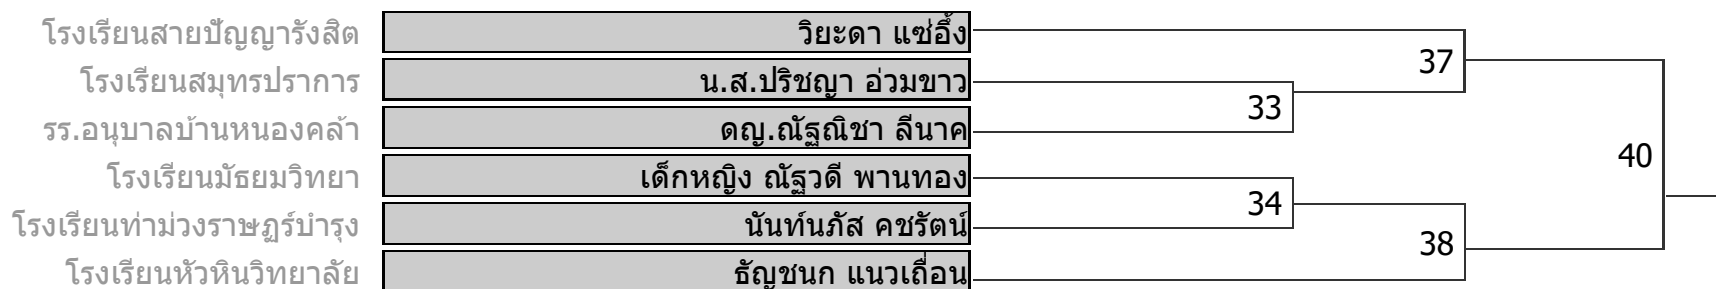 โรงเรียนสายปัญญารังสิต วิยะดา แซ่อึ้ง
37
โรงเรียนสมุทรปราการ น.ส.ปริชญา อ่วมขาว
33
รร.อนุบาลบ้านหนองคล้า ดญ.ณัฐณิชา ลีนาค
40
โรงเรียนมัธยมวิทยา เด็กหญิง ณัฐวดี พานทอง
34
โรงเรียนท่าม่วงราษฎร์บำรุง นันท์นภัส คชรัตน์
38
โรงเรียนหัวหินวิทยาลัย ธัญชนก แนวเถื่อน